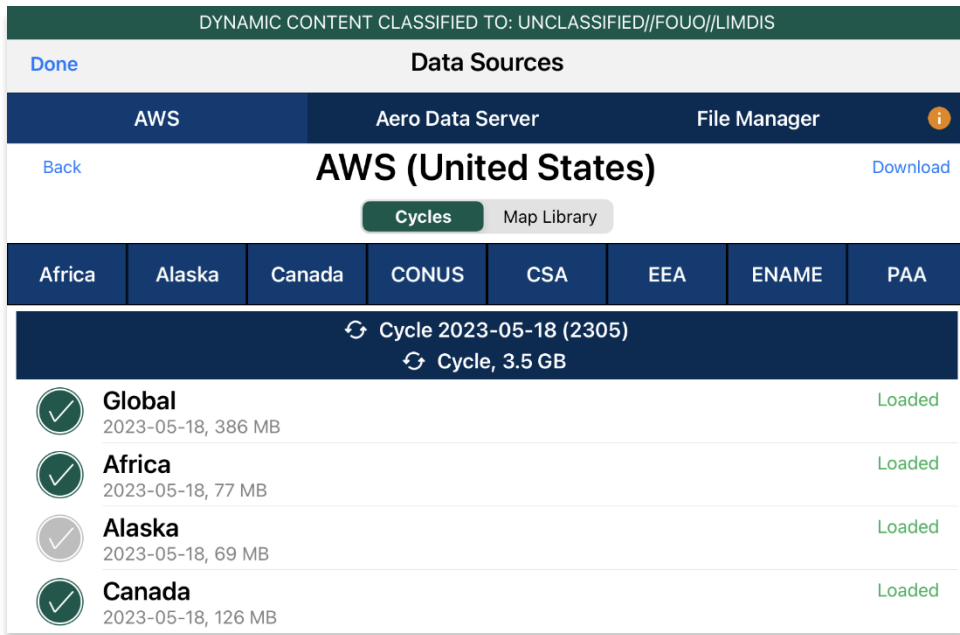 DYNAMIC CONTENT CLASSIFIED TO: UNCLASSIFIED//FOUO//LIMDIS
Done Data Sources
AWS Aero Data Server File Manager i
Back AWS (United States) Download
Cycles Map Library
Africa Alaska Canada CONUS CSA EEA ENAME PAA
Cycle 2023-05-18 (2305)
Cycle, 3.5 GB
Global Loaded
2023-05-18, 386 MB
Africa Loaded
2023-05-18, 77 MB
Alaska Loaded
2023-05-18, 69 MB
Canada Loaded
2023-05-18, 126 MB